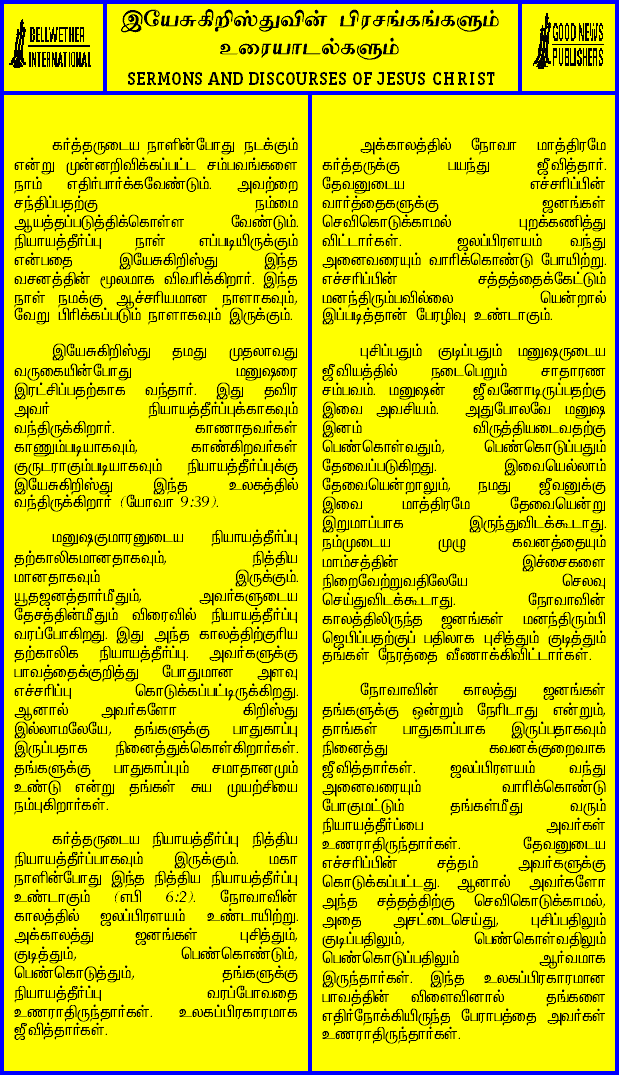 BELLWETHER
INTERNATIONAL
இயேசுகிறிஸ்துவின் பிரசங்கங்களும்
உரையாடல்களும்
SERMONS AND DISCOURSES OF JESUS CHRIST
GOOD NEWS
PUBLISHERS
கர்த்தருடைய நாளின்போது நடக்கும்
என்று முன்னறிவிக்கப்பட்ட சம்பவங்களை
நாம் எதிர்பார்க்கவேண்டும். அவற்றை
சந்திப்பதற்கு நம்மை
ஆயத்தப்படுத்திக்கொள்ள வேண்டும்.
நியாயத்தீர்ப்பு நாள் எப்படியிருக்கும்
என்பதை இயேசுகிறிஸ்து இந்த
வசனத்தின் மூலமாக விவரிக்கிறார். இந்த
நாள் நமக்கு ஆச்சரியமான நாளாகவும்,
வேறு பிரிக்கப்படும் நாளாகவும் இருக்கும்.
இயேசுகிறிஸ்து தமது முதலாவது
வருகையின்போது மனுஷரை
இரட்சிப்பதற்காக வந்தார். இது தவிர
அவர் நியாயத்தீர்ப்புக்காகவும்
வந்திருக்கிறார். காணாதவர்கள்
காணும்படியாகவும், காண்கிறவர்கள்
குருடராகும்படியாகவும் நியாயத்தீர்ப்புக்கு
இயேசுகிறிஸ்து இந்த உலகத்தில்
வந்திருக்கிறார் (யோவா 9:39).
மனுஷகுமாரனுடைய நியாயத்தீர்ப்பு
தற்காலிகமானதாகவும், நித்திய
மானதாகவும் இருக்கும்.
யூதஜனத்தார்மீதும், அவர்களுடைய
தேசத்தின்மீதும் விரைவில் நியாயத்தீர்ப்பு
வரப்போகிறது. இது அந்த காலத்திற்குரிய
தற்காலிக நியாயத்தீர்ப்பு. அவர்களுக்கு
பாவத்தைக்குறித்து போதுமான அளவு
எச்சரிப்பு கொடுக்கப்பட்டிருக்கிறது.
ஆனால் அவர்களோ கிறிஸ்து
இல்லாமலேயே, தங்களுக்கு பாதுகாப்பு
இருப்பதாக நினைத்துக்கொள்கிறார்கள்.
தங்களுக்கு பாதுகாப்பும் சமாதானமும்
உண்டு என்று தங்கள் சுய முயற்சியை
நம்புகிறார்கள்.
கர்த்தருடைய நியாயத்தீர்ப்பு நித்திய
நியாயத்தீர்ப்பாகவும் இருக்கும். மகா
நாளின்போது இந்த நித்திய நியாயத்தீர்ப்பு
உண்டாகும் (எபி 6:2). நோவாவின்
காலத்தில் ஜலப்பிரளயம் உண்டாயிற்று.
அக்காலத்து ஜனங்கள் புசித்தும்,
குடித்தும், பெண்கொண்டும்,
பெண்கொடுத்தும், தங்களுக்கு
நியாயத்தீர்ப்பு வரப்போவதை
உணராதிருந்தார்கள். உலகப்பிரகாரமாக
ஜீவித்தார்கள்.
அக்காலத்தில் நோவா மாத்திரமே
கர்த்தருக்கு பயந்து ஜீவித்தார்.
தேவனுடைய எச்சரிப்பின்
வார்த்தைகளுக்கு ஜனங்கள்
செவிகொடுக்காமல் புறக்கணித்து
விட்டார்கள். ஜலப்பிரளயம் வந்து
அனைவரையும் வாரிக்கொண்டு போயிற்று.
எச்சரிப்பின் சத்தத்தைக்கேட்டும்
மனந்திரும்பவில்லை யென்றால்
இப்படித்தான் பேரழிவு உண்டாகும்.
புசிப்பதும் குடிப்பதும் மனுஷருடைய
ஜீவியத்தில் நடைபெறும் சாதாரண
சம்பவம். மனுஷன் ஜீவனோடிருப்பதற்கு
இவை அவசியம். அதுபோலவே மனுஷ
இனம் விருத்தியடைவதற்கு
பெண்கொள்வதும், பெண்கொடுப்பதும்
தேவைப்படுகிறது. இவையெல்லாம்
தேவையென்றாலும், நமது ஜீவனுக்கு
இவை மாத்திரமே தேவையென்று
இறுமாப்பாக இருந்துவிடக்கூடாது.
நம்முடைய முழு கவனத்தையும்
மாம்சத்தின் இச்சைகளை
நிறைவேற்றுவதிலேயே செலவு
செய்துவிடக்கூடாது. நோவாவின்
காலத்திலிருந்த ஜனங்கள் மனந்திரும்பி
ஜெபிப்பதற்குப் பதிலாக புசித்தும் குடித்தும்
தங்கள் நேரத்தை வீணாக்கிவிட்டார்கள்.
நோவாவின் காலத்து ஜனங்கள்
தங்களுக்கு ஒன்றும் நேரிடாது என்றும்,
தாங்கள் பாதுகாப்பாக இருப்பதாகவும்
நினைத்து கவனக்குறைவாக
ஜீவித்தார்கள். ஜலப்பிரளயம் வந்து
அனைவரையும் வாரிக்கொண்டு
போகுமட்டும் தங்கள்மீது வரும்
நியாயத்தீர்ப்பை அவர்கள்
உணராதிருந்தார்கள். தேவனுடைய
எச்சரிப்பின் சத்தம் அவர்களுக்கு
கொடுக்கப்பட்டது. ஆனால் அவர்களோ
அந்த சத்தத்திற்கு செவிகொடுக்காமல்,
அதை அசட்டைசெய்து, புசிப்பதிலும்
குடிப்பதிலும், பெண்கொள்வதிலும்
பெண்கொடுப்பதிலும் ஆர்வமாக
இருந்தார்கள். இந்த உலகப்பிரகாரமான
பாவத்தின் விளைவினால் தங்களை
எதிர்நோக்கியிருந்த பேராபத்தை அவர்கள்
உணராதிருந்தார்கள்.